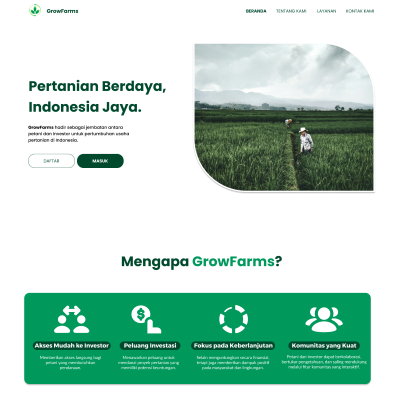 GrowFarms
BERANDA TENTANG KAMI LAYANAN KONTAK KAMI
Pertanian Berdaya,
Indonesia Jaya.
GrowFarms hadir sebagai jembatan antara
petani dan investor untuk pertumbuhan usaha
pertanian di Indonesia.
DAFTAR MASUK
Mengapa GrowFarms?
Akses Mudah ke Investor
Memberikan akses langsung bagi
petani yang membutuhkan
pendanaan.
Peluang Investasi
Menawarkan peluang untuk
mendanai proyek pertanian yang
memiliki potensi keuntungan.
Fokus pada Keberlanjutan
Selain menguntungkan secara finansial,
tetapi juga memberikan dampak positif
pada masyarakat dan lingkungan.
Komunitas yang Kuat
Petani dan investor dapat berkolaborasi,
bertukar pengetahuan, dan saling mendukung
melalui fitur komunitas yang interaktif.